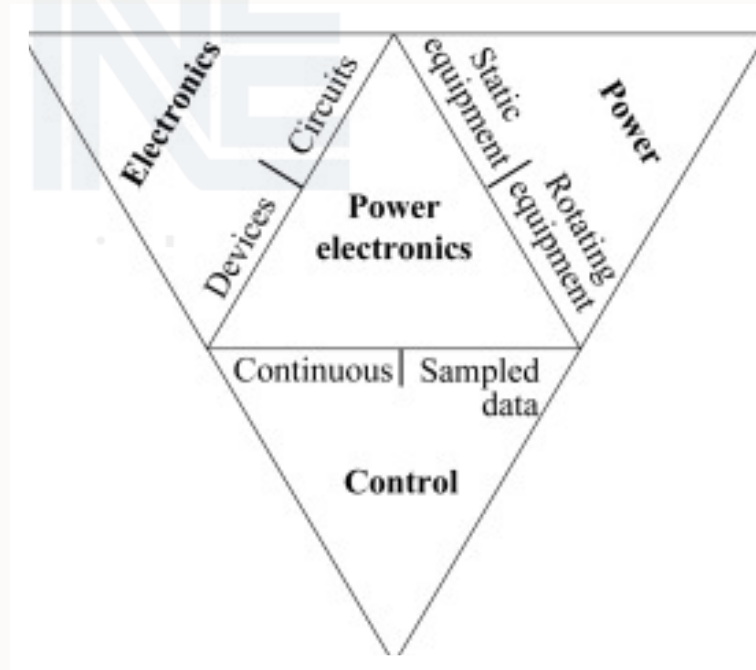 Electronics
Circuits
Devices
Static
equipment
Power
Rotating
equipment
Power
electronics
Continuous
Sampled
data
Control